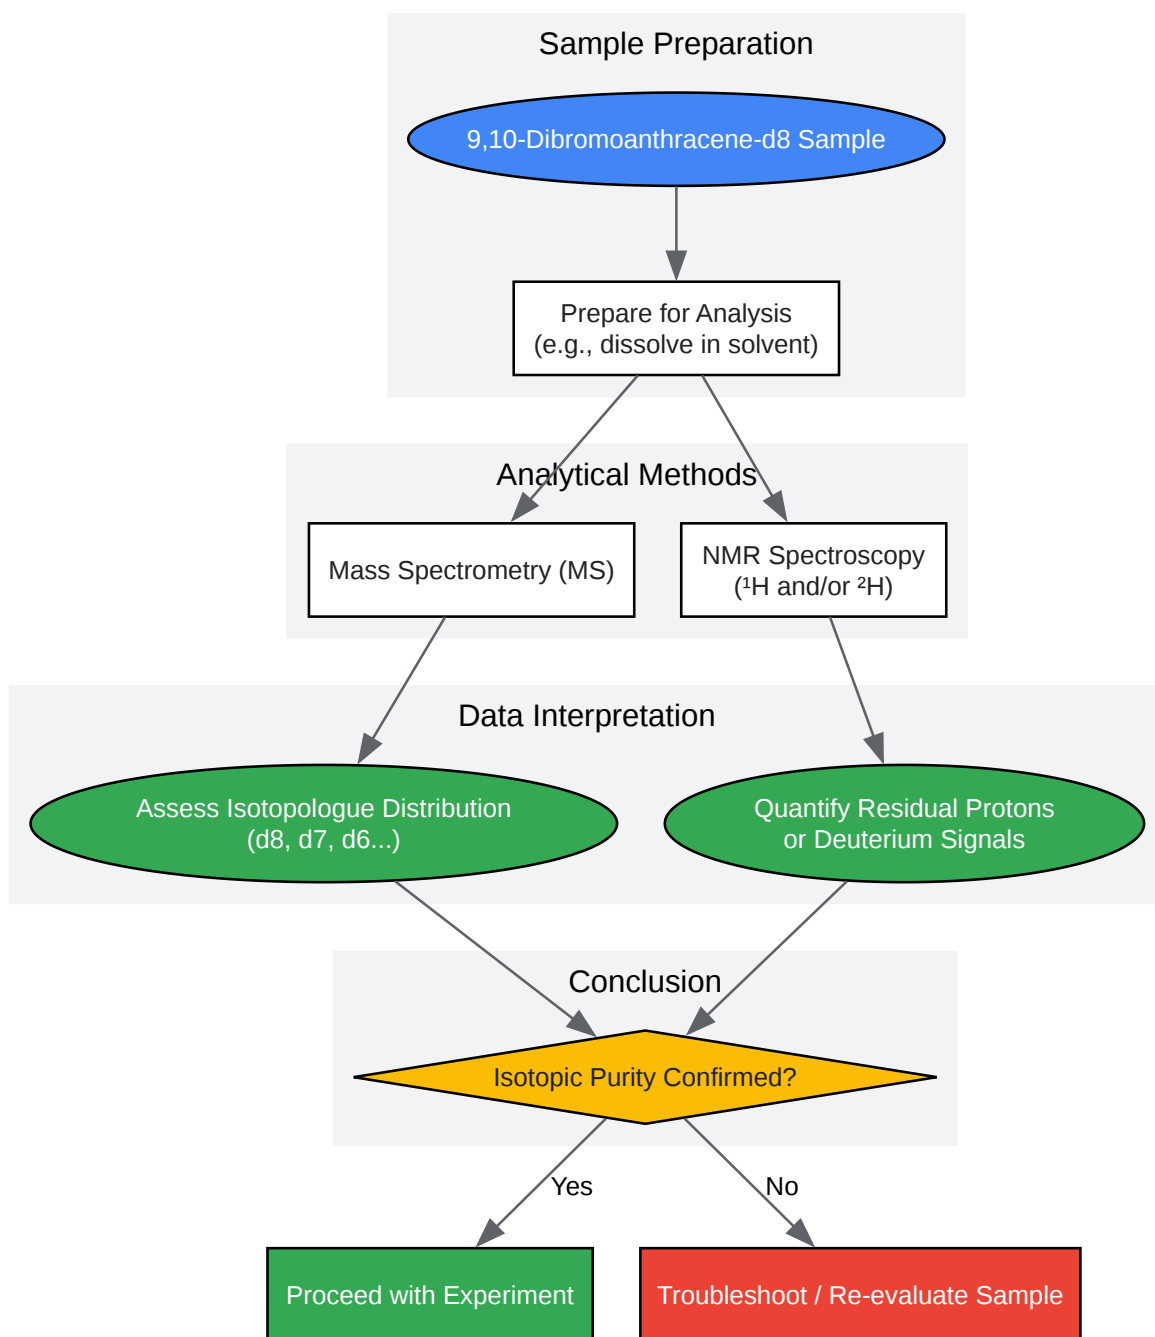 Sample Preparation
9,10-Dibromoanthracene-d8 Sample
Prepare for Analysis
(e.g., dissolve in solvent)
Analytical Methods
Mass Spectrometry (MS)
NMR Spectroscopy
(¹H and/or ²H)
Data Interpretation
Assess Isotopologue Distribution
(d8, d7, d6...)
Quantify Residual Protons
or Deuterium Signals
Conclusion
Isotopic Purity Confirmed?
Yes
No
Proceed with Experiment
Troubleshoot / Re-evaluate Sample